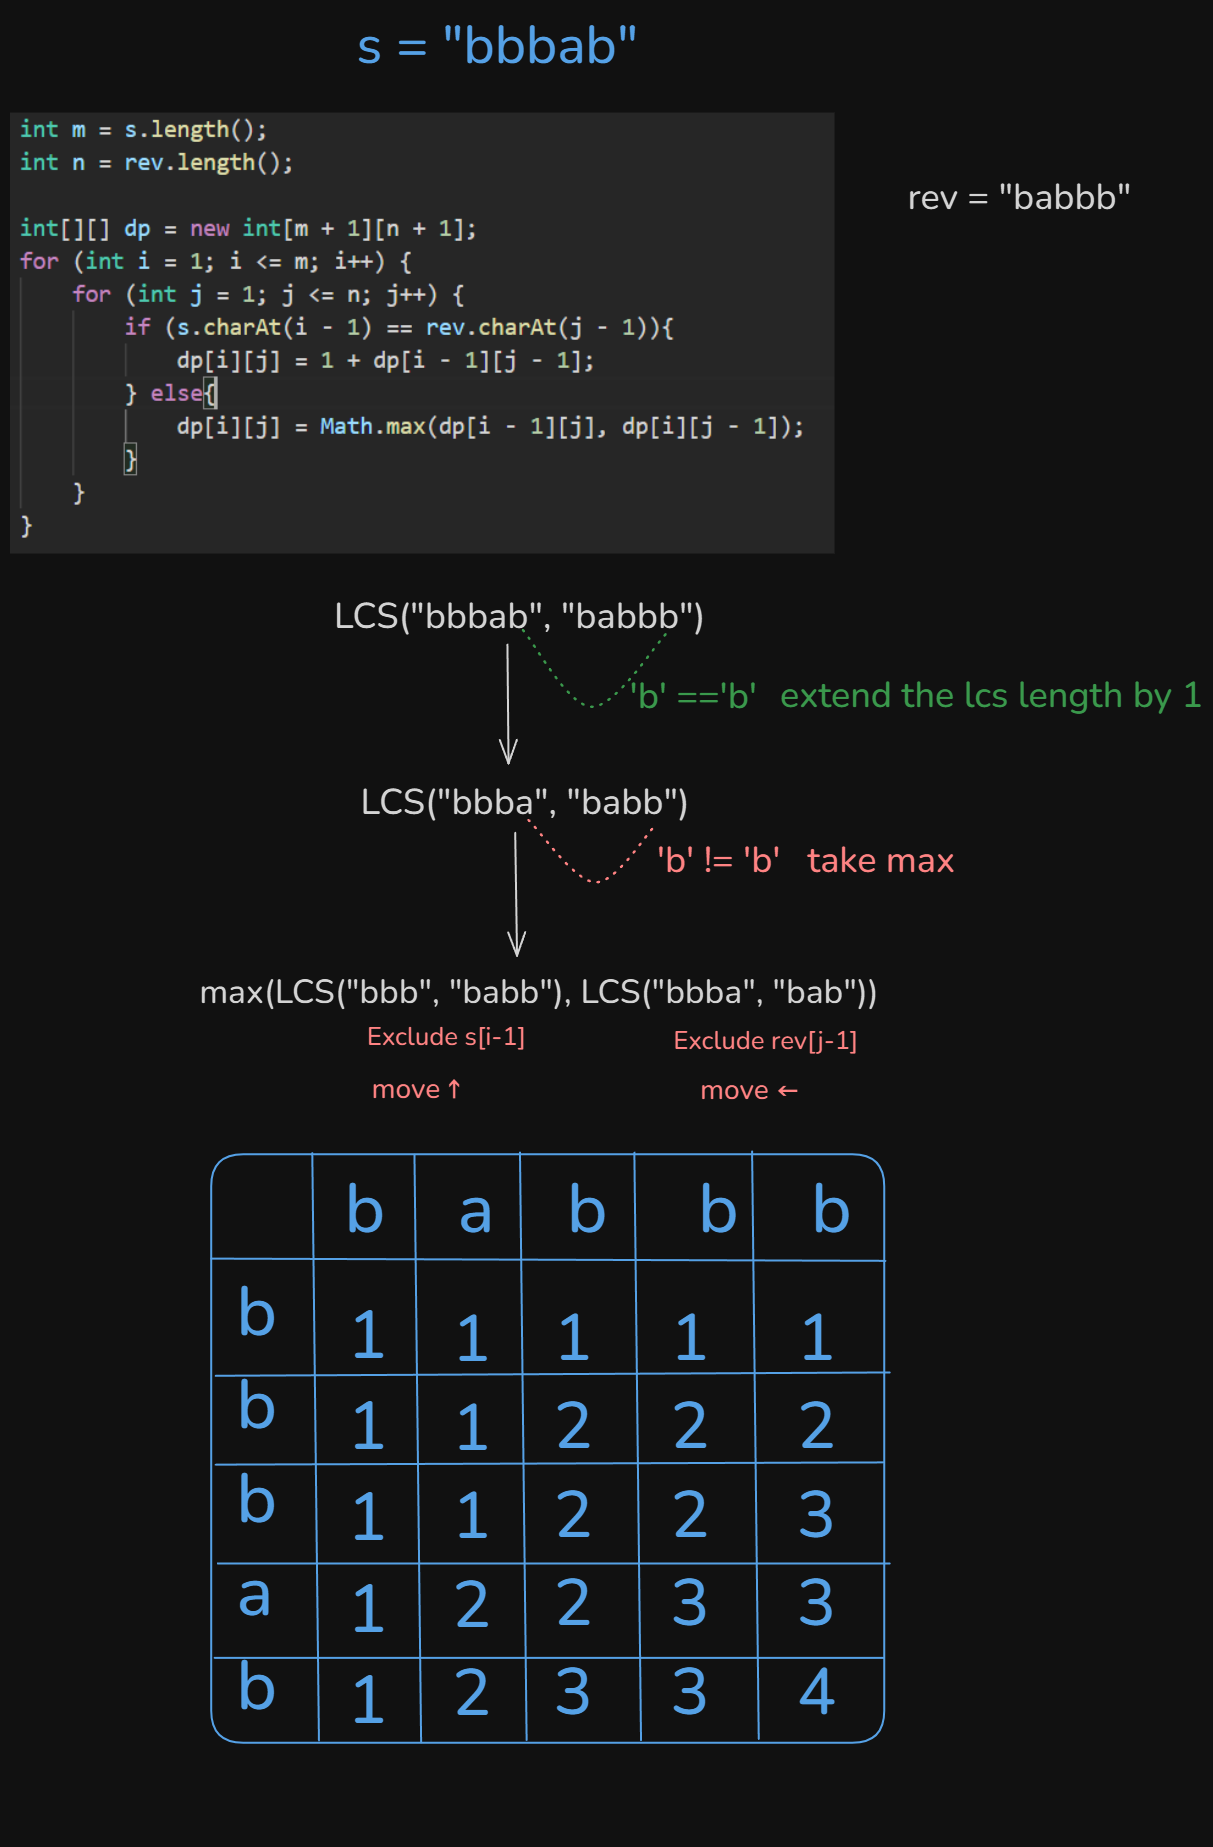 s = "bbbab"
int m = s.length();
int n = rev.length();
rev = "babbb"
int[][] dp = new int[m + 1][n + 1];
for (int i = 1; i <= m; i++) {
for (int j = 1; j <= n; j++) {
if (s.charAt(i - 1) == rev.charAt(j - 1)){
dp[i][j] = 1 + dp[i - 1][j - 1];
} else{
dp[i][j] = Math.max(dp[i - 1][j], dp[i][j - 1]);
}
}
}
LCS("bbbab", "babbb")
'b' =='b' extend the lcs length by 1
LCS("bbba", "babb")
'b' != 'b' take max
max(LCS("bbb", "babb"), LCS("bbba", "bab"))
Exclude s[i-1] Exclude rev[j-1]
move ↑ move ←
b a b b b
b 1 1 1 1 1
b 1 1 2 2 2
b 1 1 2 2 3
a 1 2 2 3 3
b 1 2 3 3 4